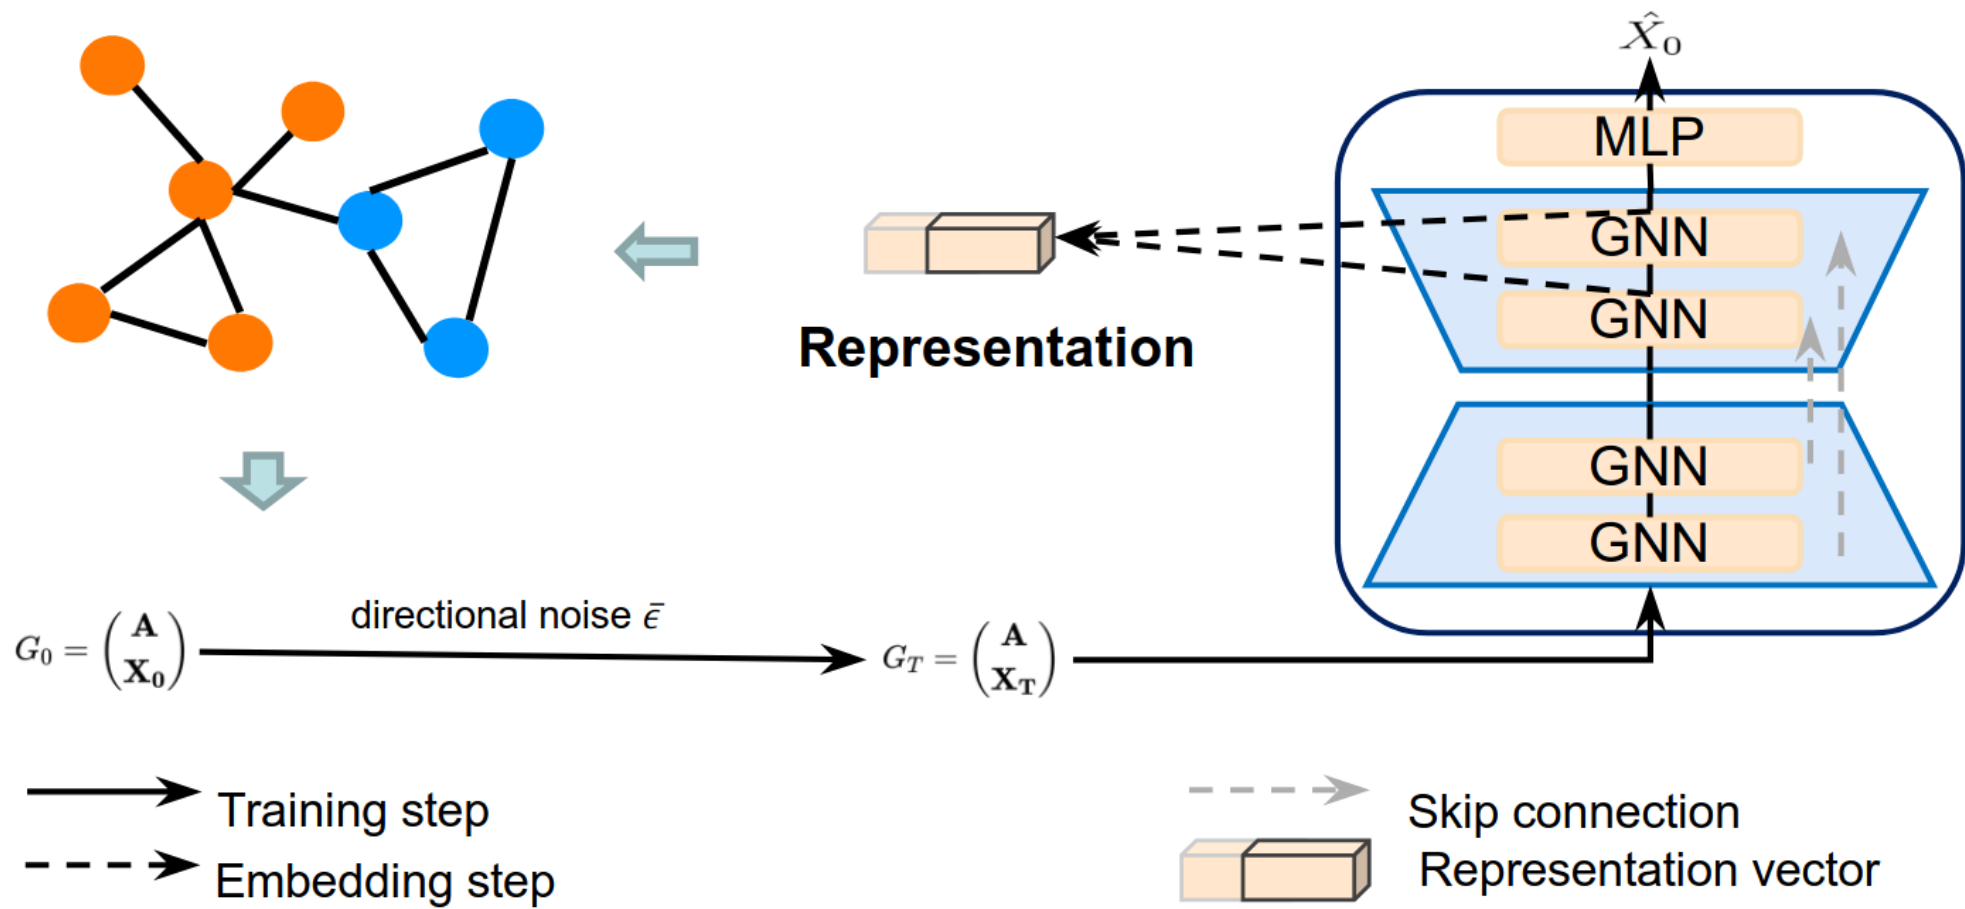 X̂₀
MLP
GNN
GNN
Representation
GNN
GNN
directional noise ϵ̄
G₀ = (A X₀)
G_T = (A X_T)
Training step
Skip connection
Embedding step
Representation vector